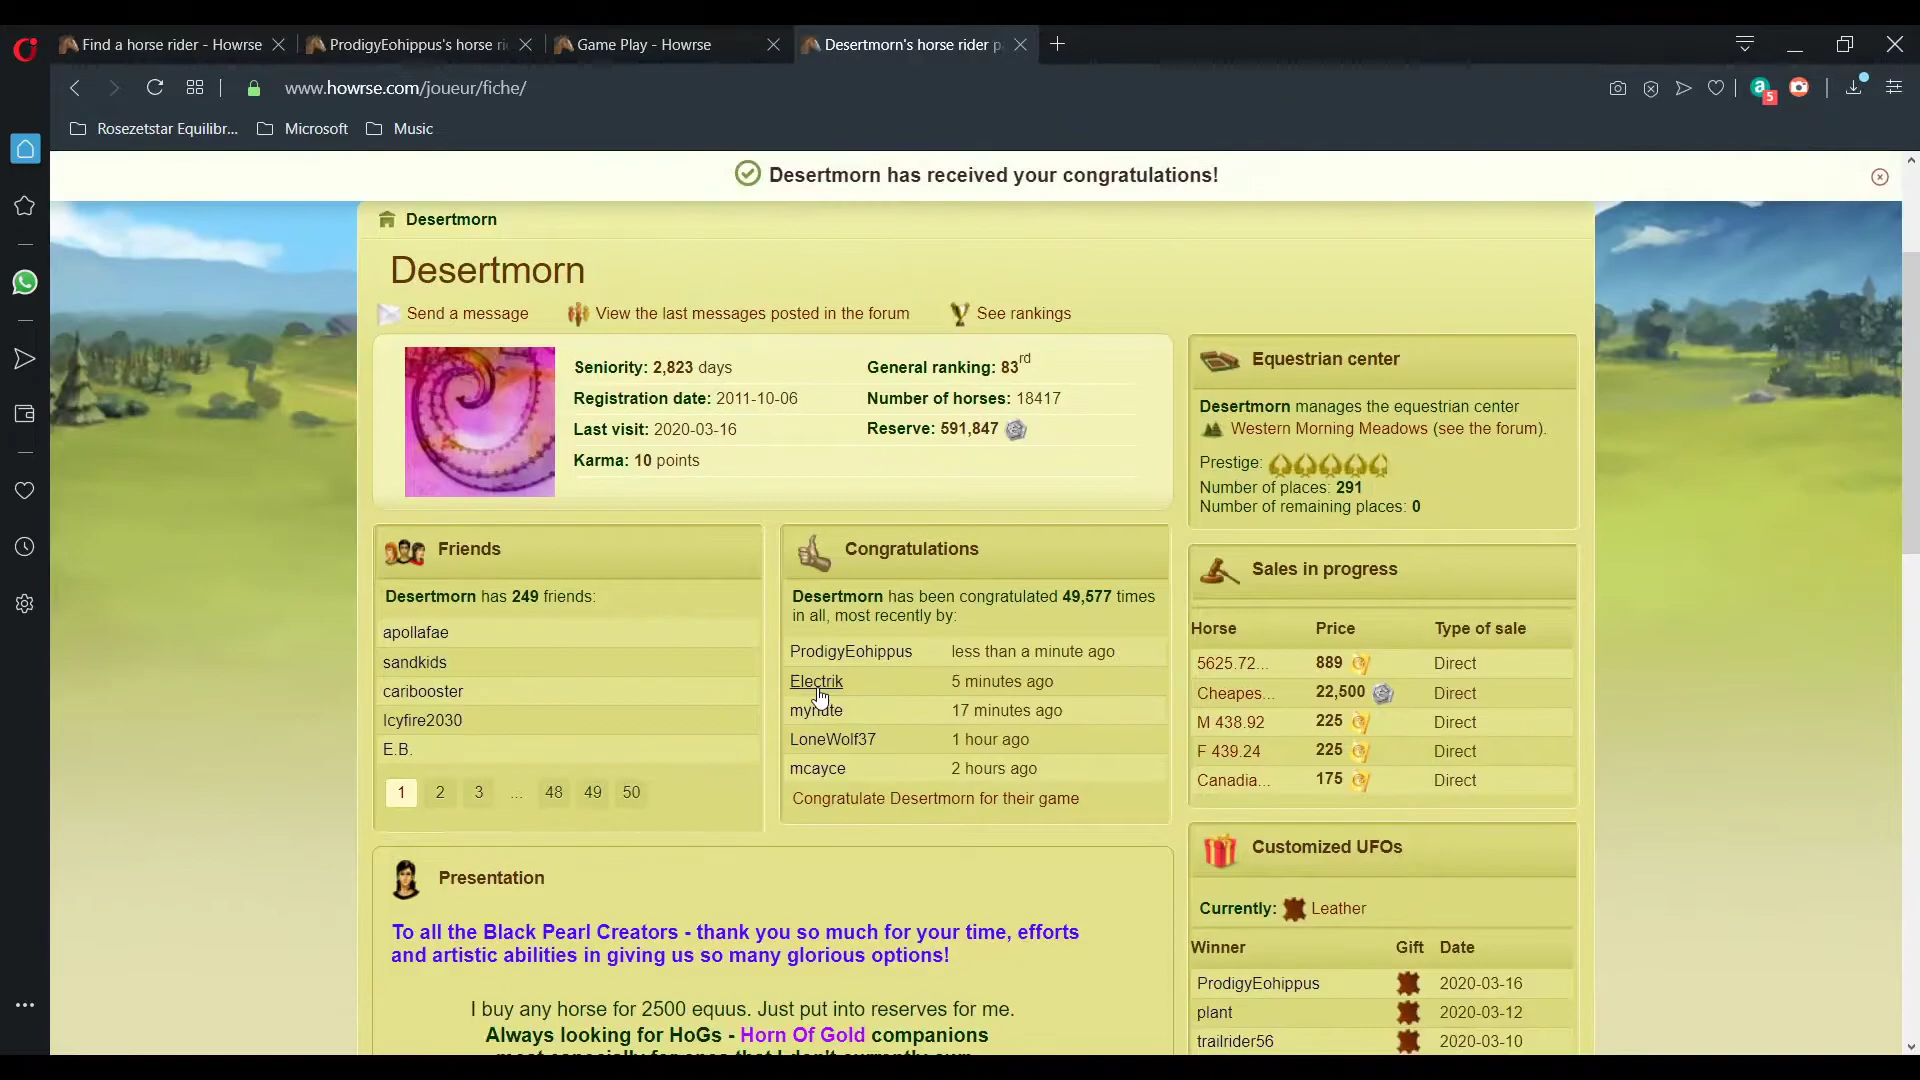 Find a horse rider - Howrse
ProdigyEohippus's horse ri
Game Play - Howrse
Desertmorn's horse rider p
www.howrse.com/joueur/fiche/
5
Rosezetstar Equilibr...
Microsoft
Music
Desertmorn has received your congratulations!
Desertmorn
Desertmorn
Send a message
View the last messages posted in the forum
See rankings
Seniority: 2,823 days
General ranking: 83rd
Registration date: 2011-10-06
Number of horses: 18417
Last visit: 2020-03-16
Reserve: 591,847
Karma: 10 points
Equestrian center
Desertmorn manages the equestrian center
Western Morning Meadows (see the forum).
Prestige:
Number of places: 291
Number of remaining places: 0
Friends
Desertmorn has 249 friends:
apollafae
sandkids
caribooster
Icyfire2030
E.B.
1 2 3 ... 48 49 50
Congratulations
Desertmorn has been congratulated 49,577 times
in all, most recently by:
ProdigyEohippus less than a minute ago
Electrik 5 minutes ago
17 minutes ago
LoneWolf37 1 hour ago
mcayce 2 hours ago
Congratulate Desertmorn for their game
Sales in progress
Horse Price Type of sale
5625.72... 889 Direct
Cheapes... 22,500 Direct
M 438.92 225 Direct
F 439.24 225 Direct
Canadia... 175 Direct
Presentation
To all the Black Pearl Creators - thank you so much for your time, efforts
and artistic abilities in giving us so many glorious options!
I buy any horse for 2500 equus. Just put into reserves for me.
Always looking for HoGs - Horn Of Gold companions
Customized UFOs
Currently: Leather
Winner Gift Date
ProdigyEohippus 2020-03-16
plant 2020-03-12
trailrider56 2020-03-10